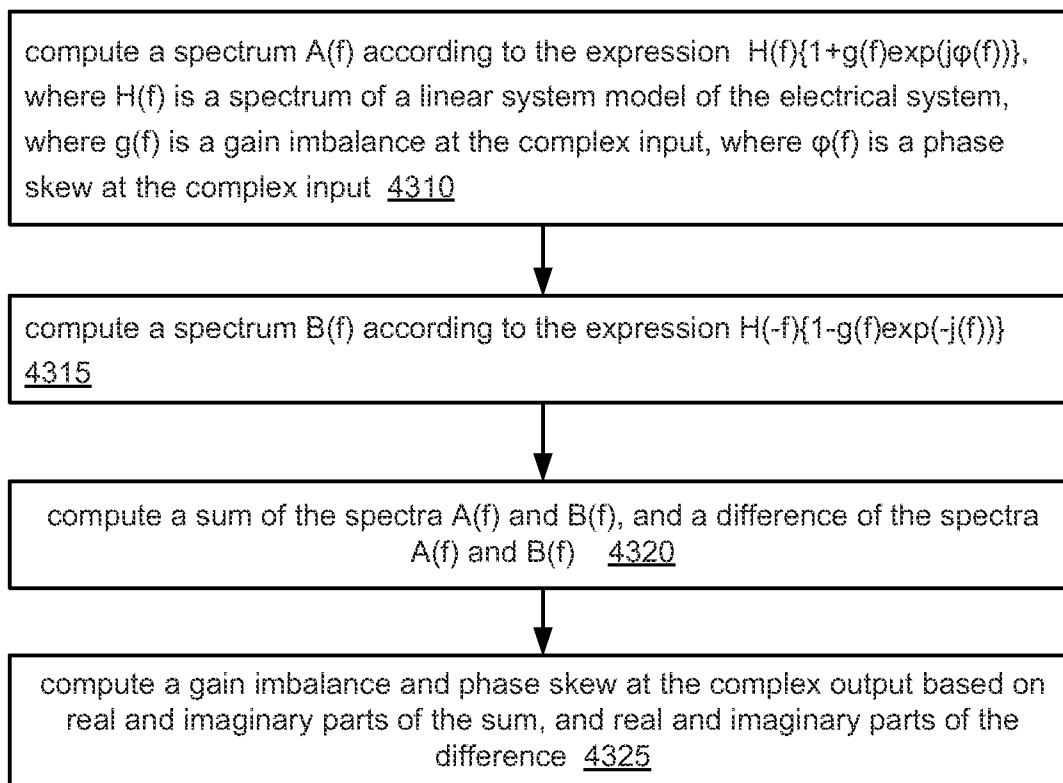 compute a spectrum A(f) according to the expression H(f){1+g(f)exp(jφ(f))},
where H(f) is a spectrum of a linear system model of the electrical system,
where g(f) is a gain imbalance at the complex input, where φ(f) is a phase
skew at the complex input 4310
compute a spectrum B(f) according to the expression H(-f){1-g(f)exp(-j(f))}
4315
compute a sum of the spectra A(f) and B(f), and a difference of the spectra
A(f) and B(f) 4320
compute a gain imbalance and phase skew at the complex output based on
real and imaginary parts of the sum, and real and imaginary parts of the
difference 4325